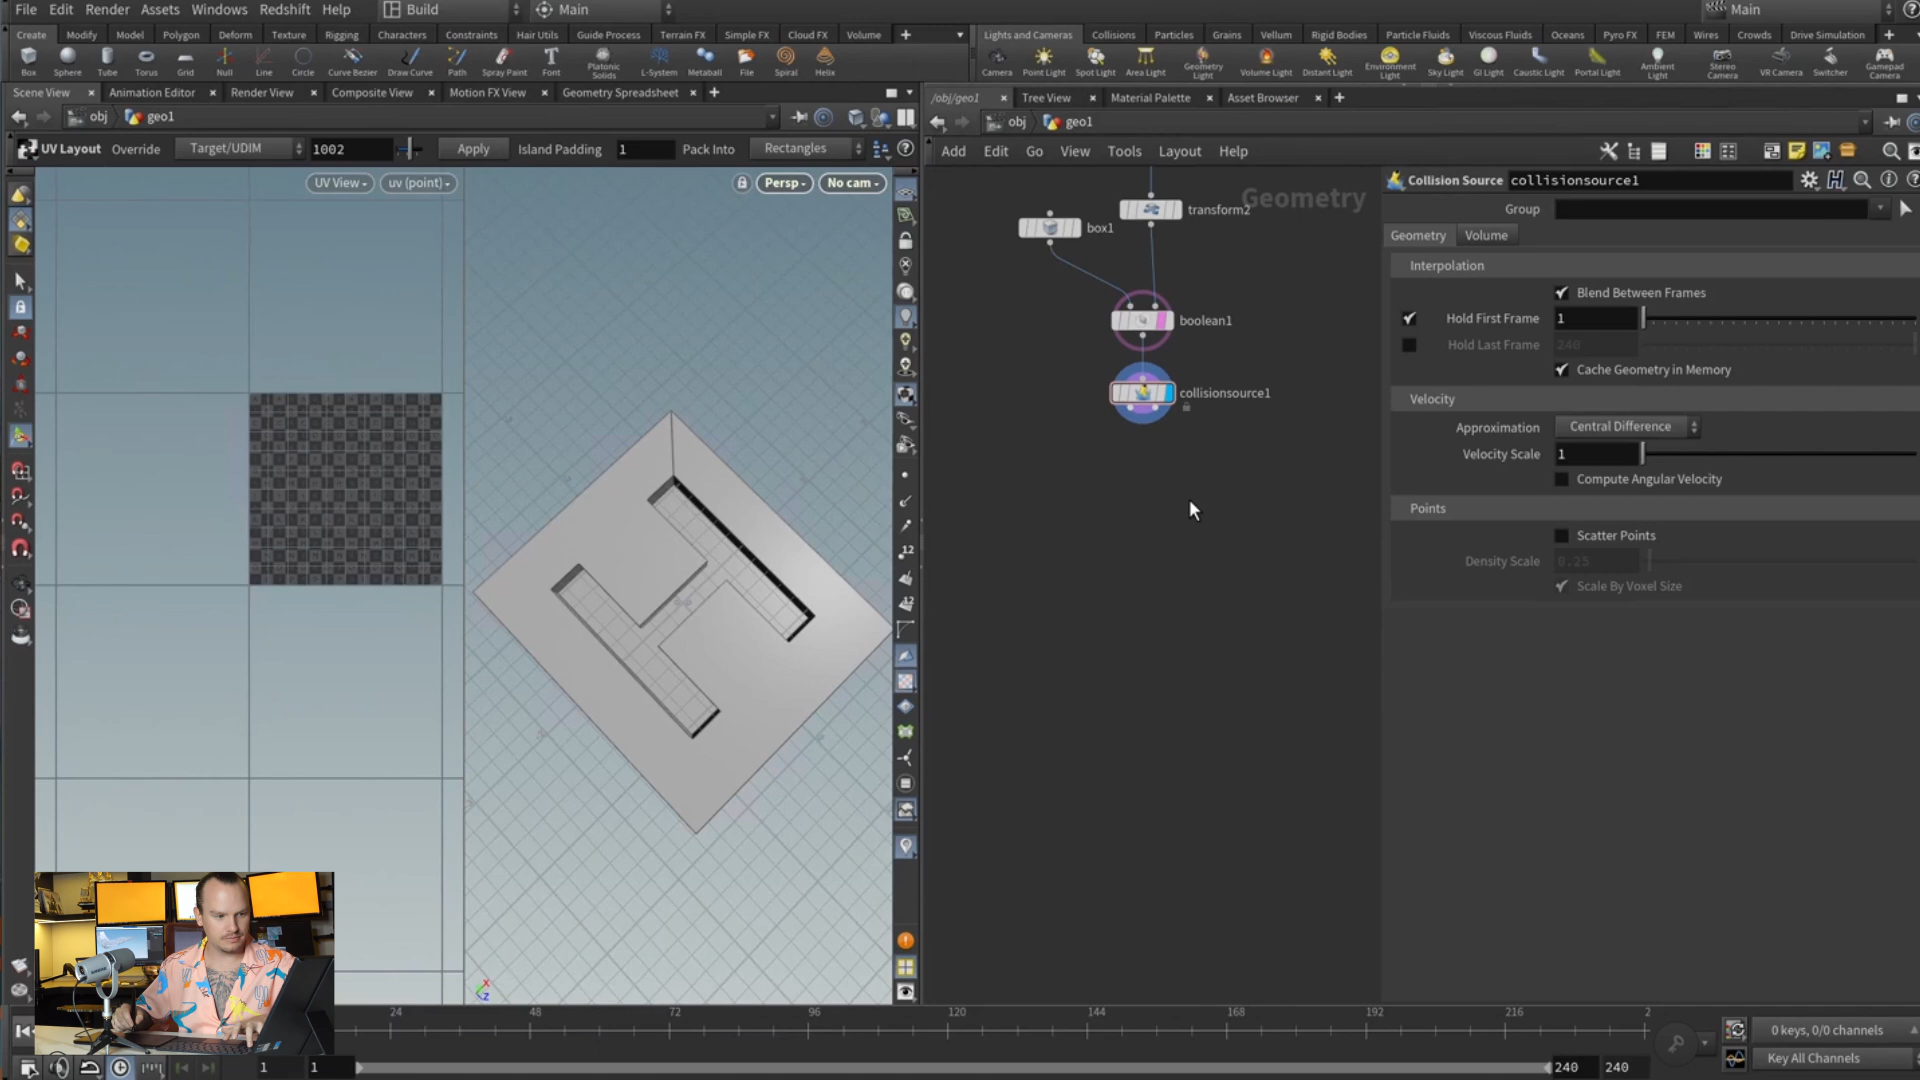 File Edit Render Assets Windows Redshift Help Build Main Main
Create Modify Model Polygon Deform Texture Rigging Characters Constraints Hair Utils Guide Process Terrain FX Simple FX Cloud FX Volume
Lights and Cameras Collisions Particles Grains Vellum Rigid Bodies Particle Fluids Viscous Fluids Oceans Pyro FX FEM Wires Crowds Drive Simulation
Box Sphere Tube Torus Grid Null Line Circle Curve Bezier Draw Curve Path Spray Paint Font Platonic Solids L-System Metaball File Spiral Helix
Camera Point Light Spot Light Area Light Geometry Light Volume Light Distant Light Environment Light Sky Light GI Light Caustic Light Portal Light Ambient Light Stereo Camera VR Camera Switcher Gamepad Camera
Scene View Animation Editor Render View Composite View Motion FX View Geometry Spreadsheet
/obj/geo1 Tree View Material Palette Asset Browser
obj geo1
obj geo1
UV Layout Override Target/UDIM 1002 Apply Island Padding 1 Pack Into Rectangles
Add Edit Go View Tools Layout Help
UV View uv (point) Persp No cam
Geometry
transform2
box1
boolean1
collisionsource1
Collision Source collisionsource1
Group
Geometry Volume
Interpolation
Blend Between Frames
Hold First Frame 1
Hold Last Frame 240
Cache Geometry in Memory
Velocity
Approximation Central Difference
Velocity Scale 1
Compute Angular Velocity
Points
Scatter Points
Density Scale 0.25
Scale By Voxel Size
12
12
x
z
24 48 72 96 120 144 168 192 216 2
0 keys, 0/0 channels
1 1 240 240
Key All Channels